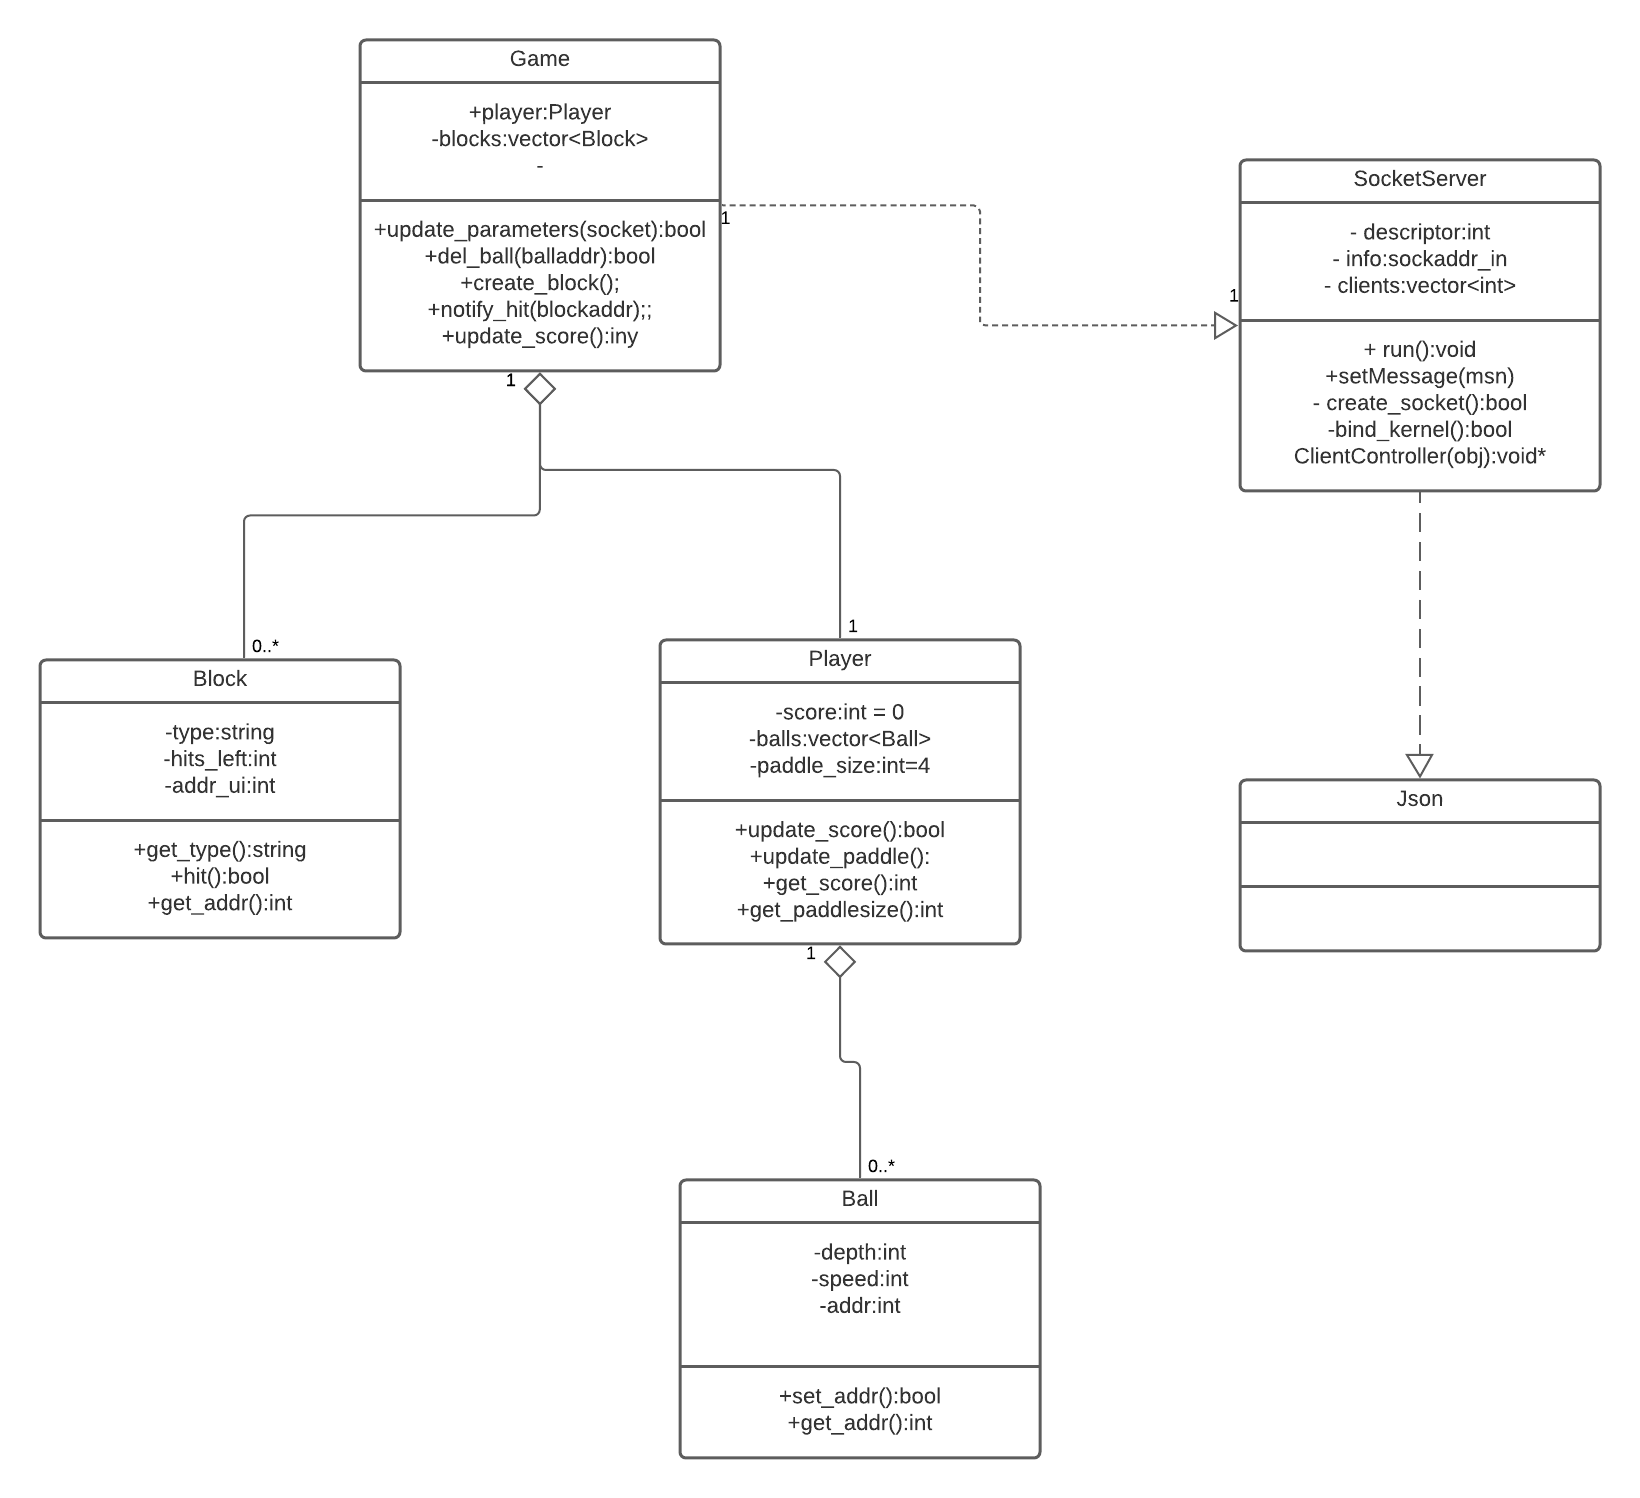 Game
+player:Player
-blocks:vector<Block>
-
+update_parameters(socket):bool
+del_ball(balladdr):bool
+create_block();
+notify_hit(blockaddr);;
+update_score():iny
1
1
1
SocketServer
- descriptor:int
- info:sockaddr_in
- clients:vector<int>
+ run():void
+setMessage(msn)
- create_socket():bool
-bind_kernel():bool
ClientController(obj):void*
0..*
1
Block
-type:string
-hits_left:int
-addr_ui:int
+get_type():string
+hit():bool
+get_addr():int
Player
-score:int = 0
-balls:vector<Ball>
-paddle_size:int=4
+update_score():bool
+update_paddle():
+get_score():int
+get_paddlesize():int
1
Json
0..*
Ball
-depth:int
-speed:int
-addr:int
+set_addr():bool
+get_addr():int